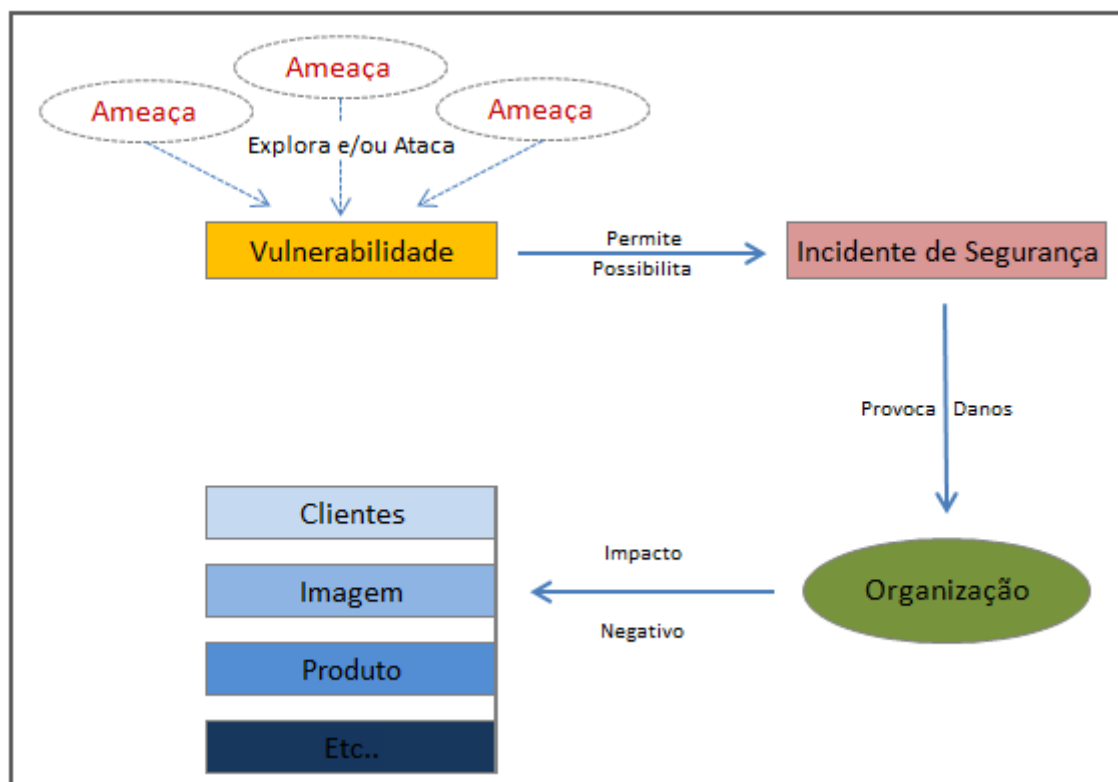 Ameaça
Ameaça
Ameaça
Explora e/ou Ataca
Vulnerabilidade
Permite
Possibilita
Incidente de Segurança
Provoca Danos
Organização
Impacto
Negativo
Clientes
Imagem
Produto
Etc..